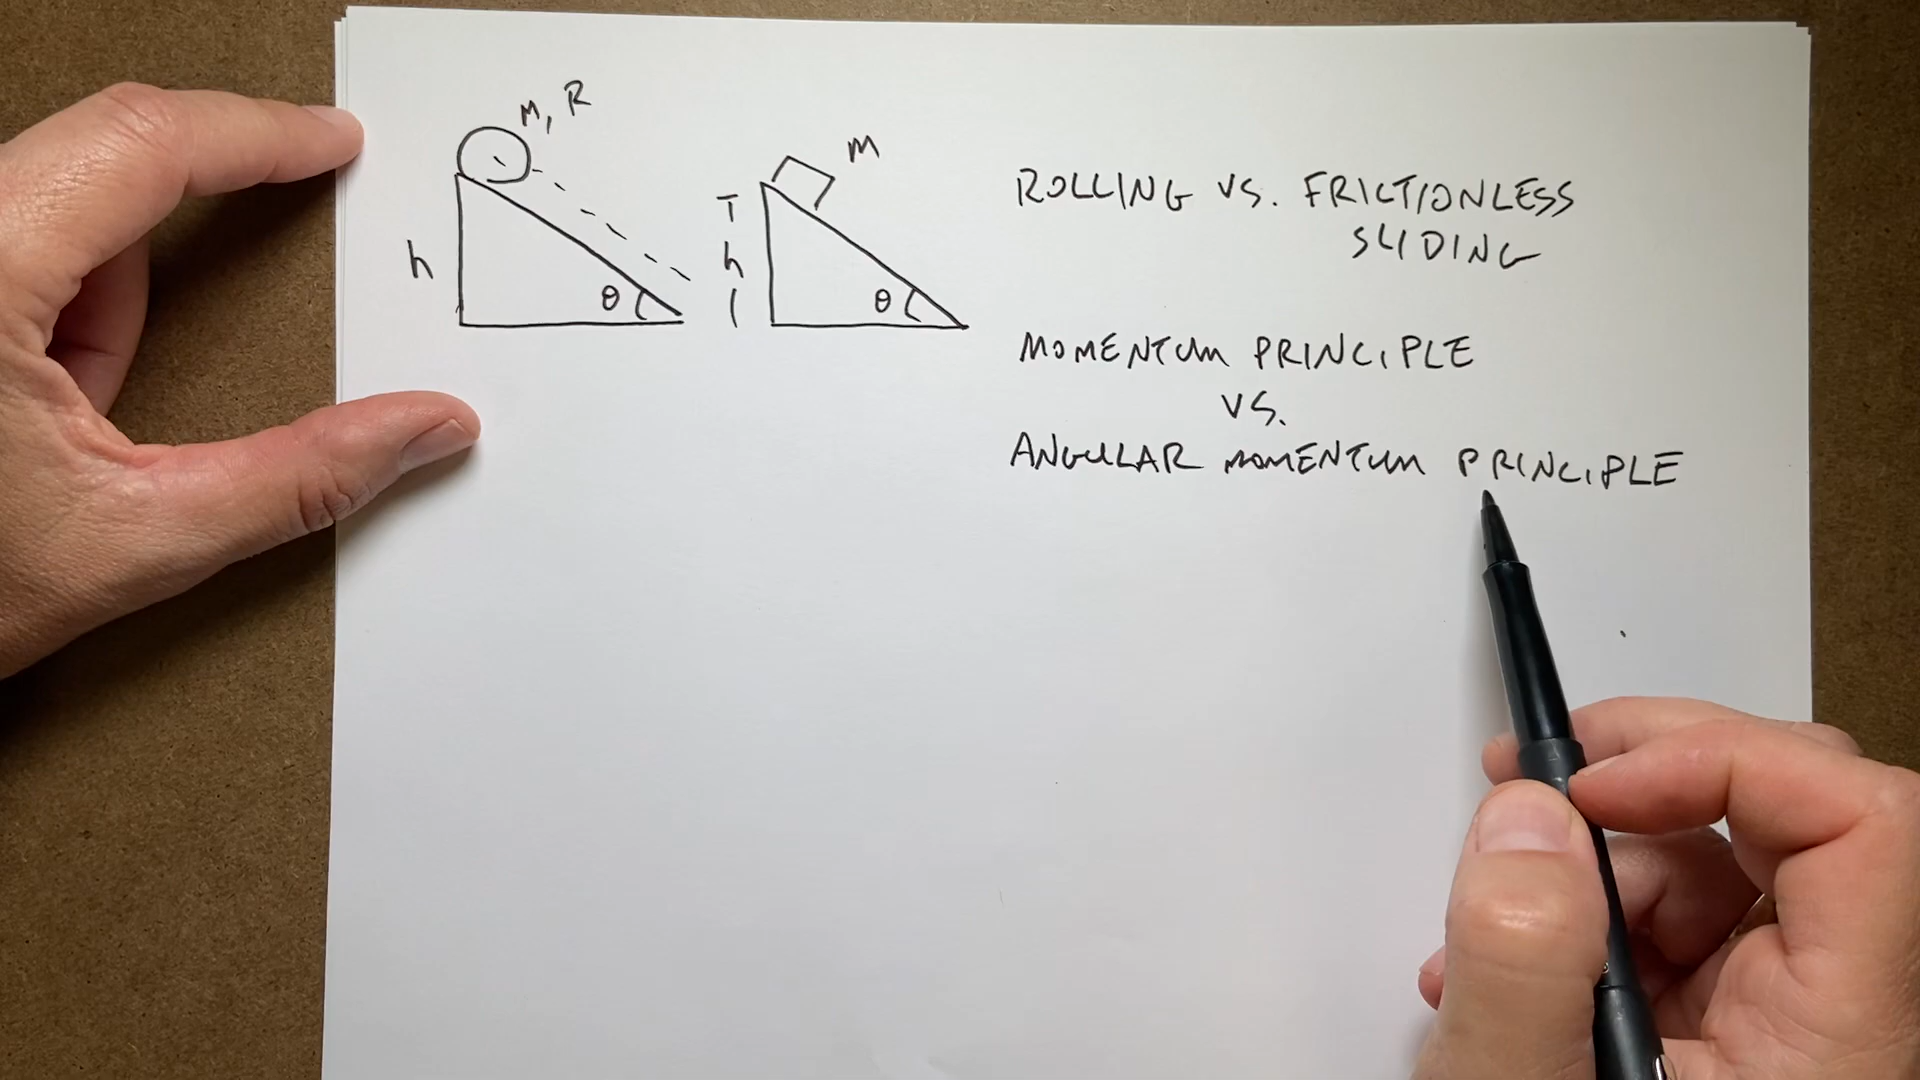 M, R
h
θ
M
T
h
θ
ROLLING VS. FRICTIONLESS
SLIDING
MOMENTUM PRINCIPLE
VS.
ANGULAR MOMENTUM PRINCIPLE